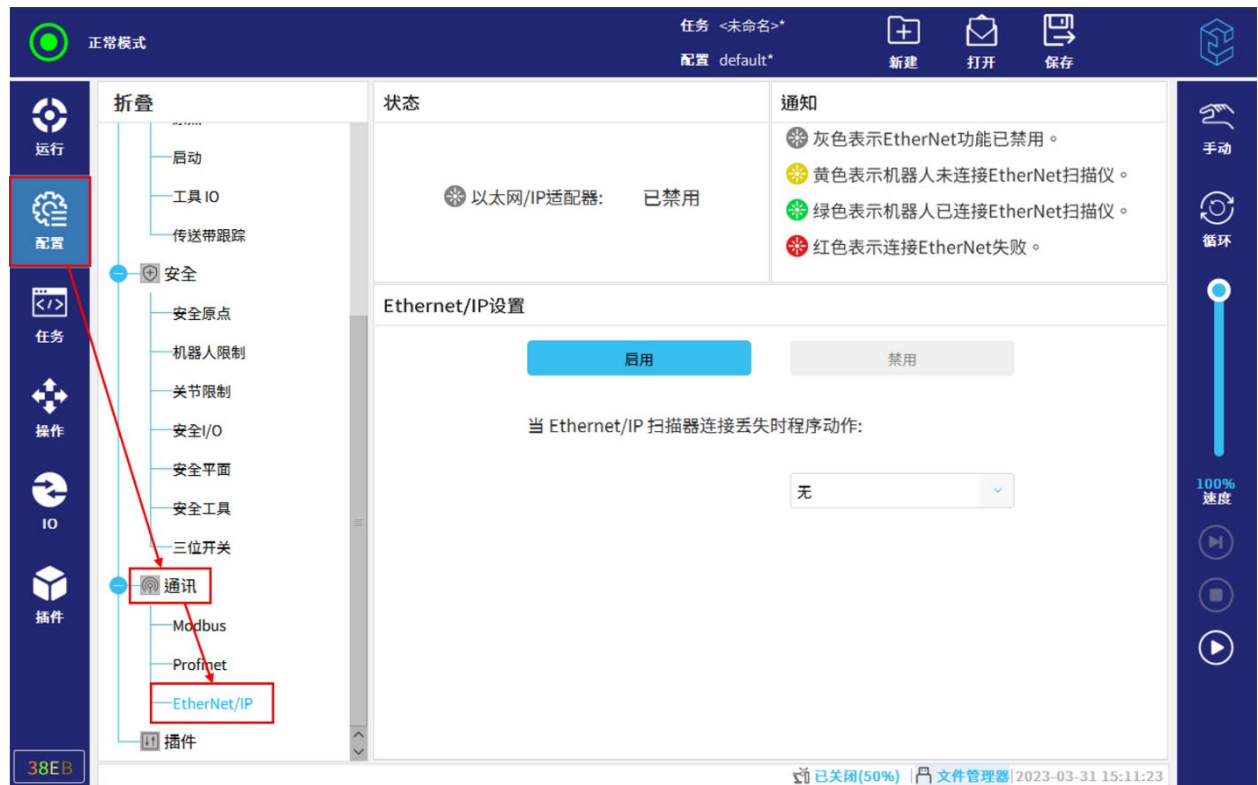 正常模式
任务 <未命名>*
配置 default*
新建
打开
保存
运行
配置
任务
操作
IO
插件
38EB
折叠
启动
工具 IO
传送带跟踪
安全
安全原点
机器人限制
关节限制
安全I/O
安全平面
安全工具
三位开关
通讯
Modbus
Profinet
EtherNet/IP
插件
状态
以太网/IP适配器: 已禁用
通知
灰色表示EtherNet功能已禁用。
黄色表示机器人未连接EtherNet扫描仪。
绿色表示机器人已连接EtherNet扫描仪。
红色表示连接EtherNet失败。
Ethernet/IP设置
启用
禁用
当 Ethernet/IP 扫描器连接丢失时程序动作:
无
手动
循环
100%
速度
已关闭(50%)
文件管理器
2023-03-31 15:11:23